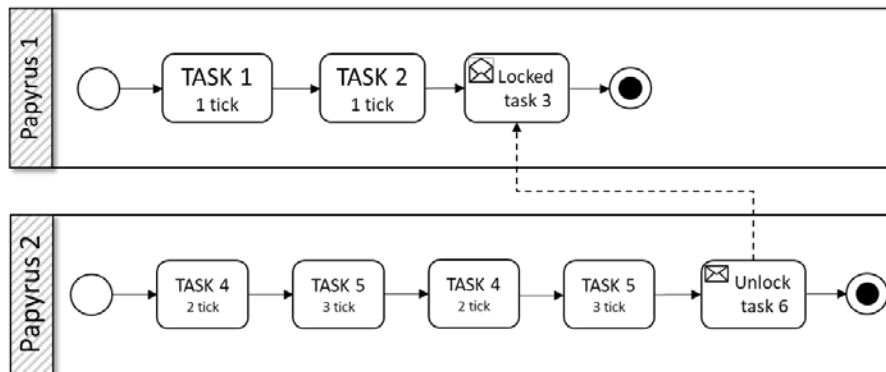 Papyrus 1
TASK 1
1 tick
TASK 2
1 tick
Locked
task 3
Papyrus 2
TASK 4
2 tick
TASK 5
3 tick
TASK 4
2 tick
TASK 5
3 tick
Unlock
task 6